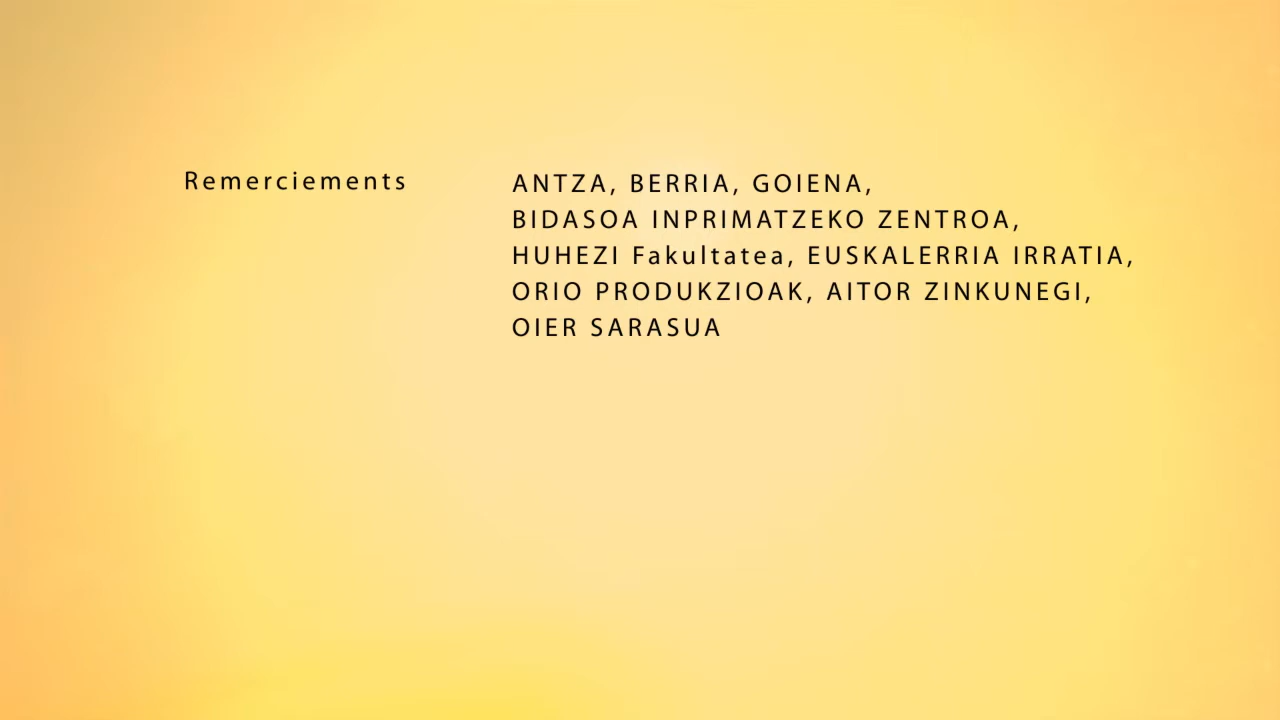 Remerciements
ANTZA, BERRIA, GOIENA,
BIDASOA INPRIMATZEKO ZENTROA,
HUHEZI Fakultatea, EUSKALERRIA IRRATIA,
ORIO PRODUKZIOAK, AITOR ZINKUNEGI,
OIER SARASUA